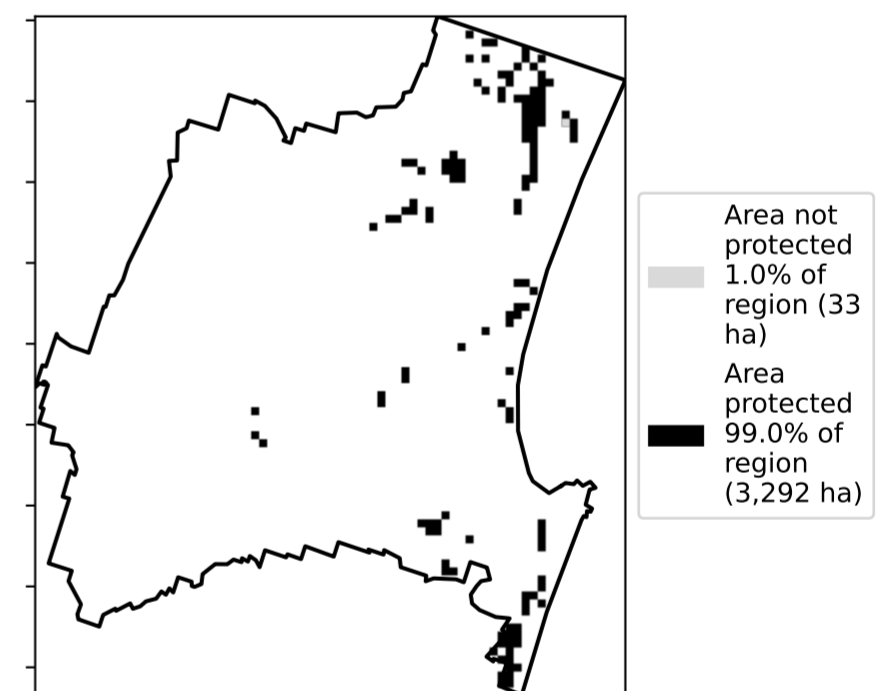 Area not
protected
1.0% of
region (33
ha)
Area
protected
99.0% of
region
(3,292 ha)